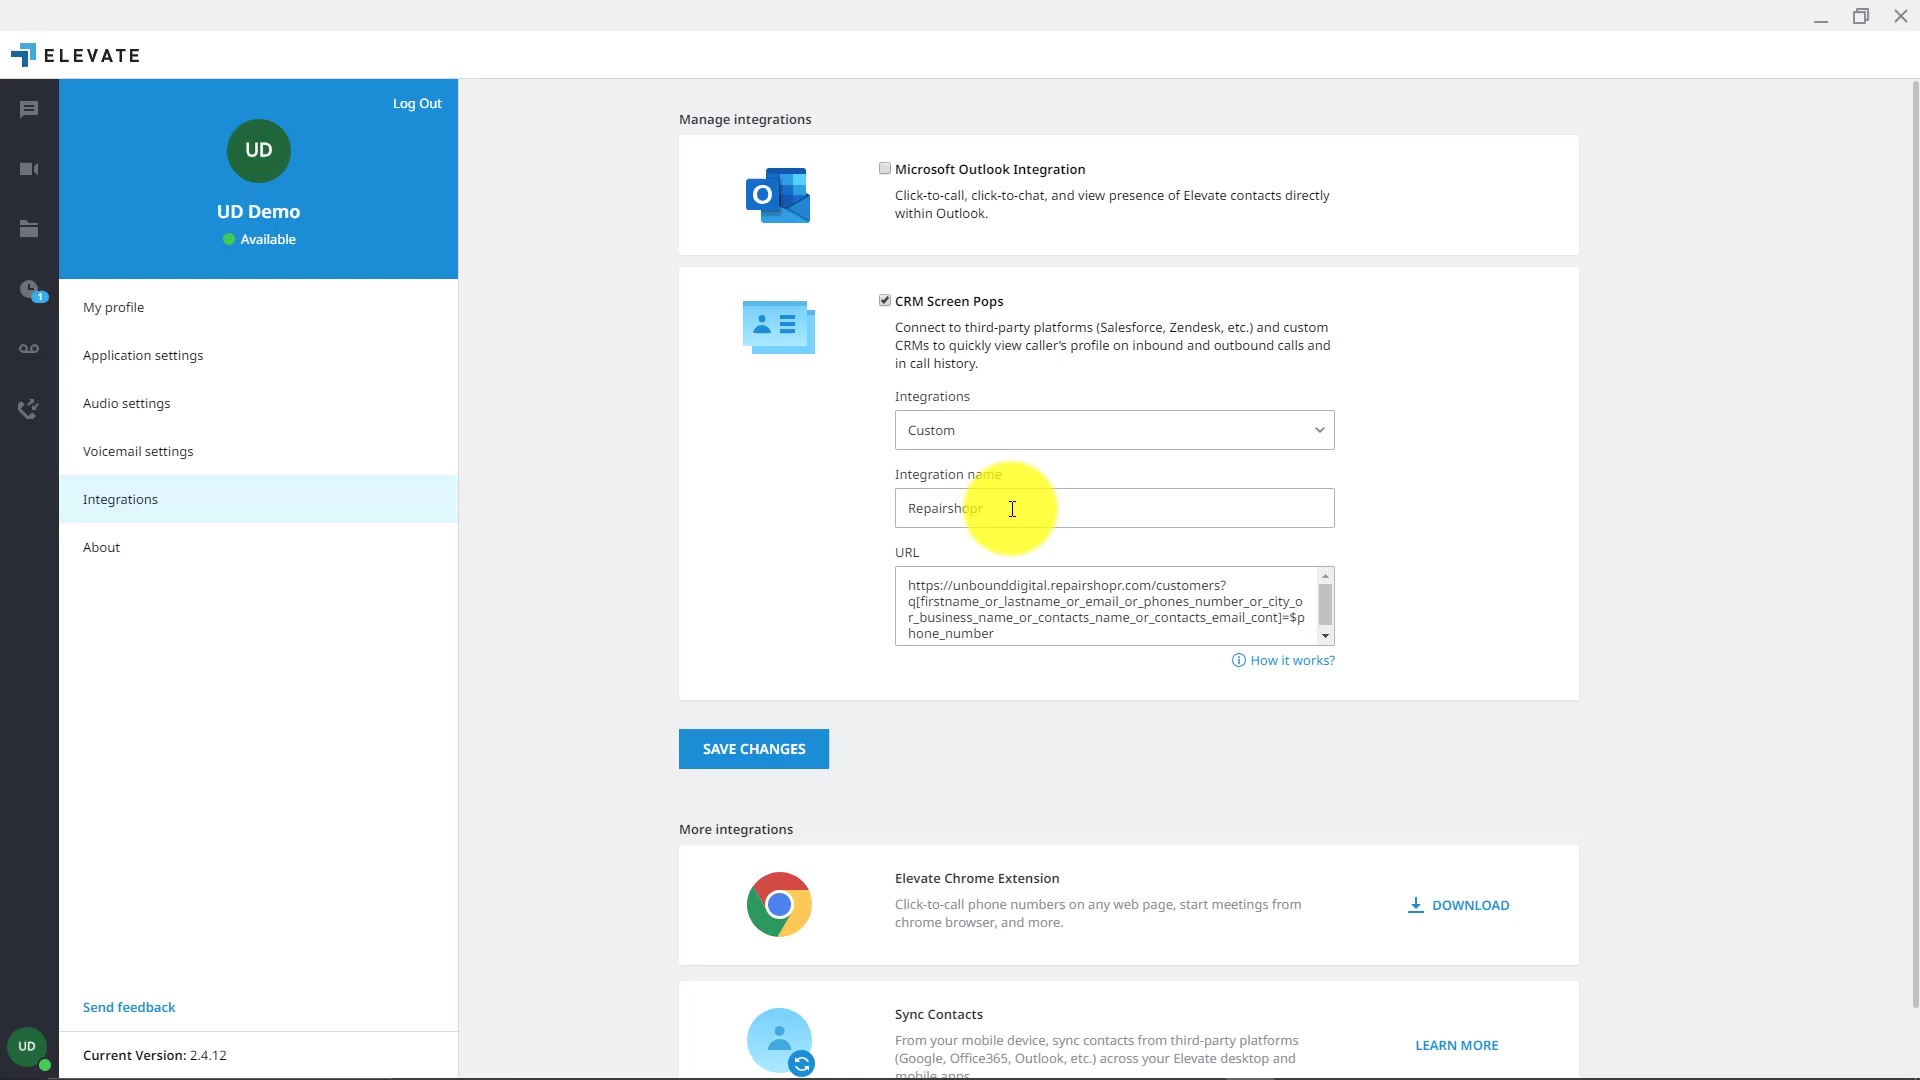 ELEVATE
Log Out
UD
UD Demo
Available
My profile
Application settings
Audio settings
Voicemail settings
Integrations
About
Send feedback
Current Version: 2.4.12
UD
1
Manage integrations
Microsoft Outlook Integration
Click-to-call, click-to-chat, and view presence of Elevate contacts directly
within Outlook.
CRM Screen Pops
Connect to third-party platforms (Salesforce, Zendesk, etc.) and custom
CRMs to quickly view caller's profile on inbound and outbound calls and
in call history.
Integrations
Custom
Integration name
Repairshopr
URL
https://unbounddigital.repairshopr.com/customers?
q[firstname_or_lastname_or_email_or_phones_number_or_city_o
r_business_name_or_contacts_name_or_contacts_email_cont]=$p
hone_number
How it works?
SAVE CHANGES
More integrations
Elevate Chrome Extension
Click-to-call phone numbers on any web page, start meetings from
chrome browser, and more.
DOWNLOAD
Sync Contacts
From your mobile device, sync contacts from third-party platforms
(Google, Office365, Outlook, etc.) across your Elevate desktop and
mobile apps.
LEARN MORE